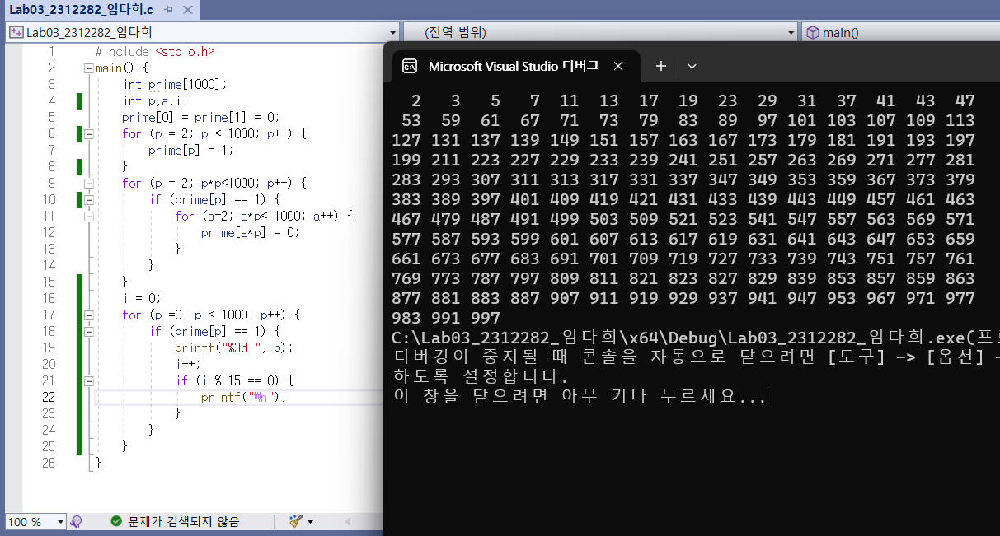 Lab03_2312282_임다희.c
Lab03_2312282_임다희
(전역 범위)
main()
1 #include <stdio.h>
2 main() {
3 int prime[1000];
4 int p,a,i;
5 prime[0] = prime[1] = 0;
6 for (p = 2; p < 1000; p++) {
7 prime[p] = 1;
8 }
9 for (p = 2; p*p<1000; p++) {
10 if (prime[p] == 1) {
11 for (a=2; a*p< 1000; a++) {
12 prime[a*p] = 0;
13 }
14 }
15 }
16 i = 0;
17 for (p =0; p < 1000; p++) {
18 if (prime[p] == 1) {
19 printf("%3d ", p);
20 i++;
21 if (i % 15 == 0) {
22 printf("₩n");
23 }
24 }
25 }
26 }
100 %
문제가 검색되지 않음
Microsoft Visual Studio 디버그
2 3 5 7 11 13 17 19 23 29 31 37 41 43 47
53 59 61 67 71 73 79 83 89 97 101 103 107 109 113
127 131 137 139 149 151 157 163 167 173 179 181 191 193 197
199 211 223 227 229 233 239 241 251 257 263 269 271 277 281
283 293 307 311 313 317 331 337 347 349 353 359 367 373 379
383 389 397 401 409 419 421 431 433 439 443 449 457 461 463
467 479 487 491 499 503 509 521 523 541 547 557 563 569 571
577 587 593 599 601 607 613 617 619 631 641 643 647 653 659
661 673 677 683 691 701 709 719 727 733 739 743 751 757 761
769 773 787 797 809 811 821 823 827 829 839 853 857 859 863
877 881 883 887 907 911 919 929 937 941 947 953 967 971 977
983 991 997
C:\Lab03_2312282_임다희\x64\Debug\Lab03_2312282_임다희.exe(프
디버깅이 중지될 때 콘솔을 자동으로 닫으려면 [도구] -> [옵션] -
하도록 설정합니다.
이 창을 닫으려면 아무 키나 누르세요...